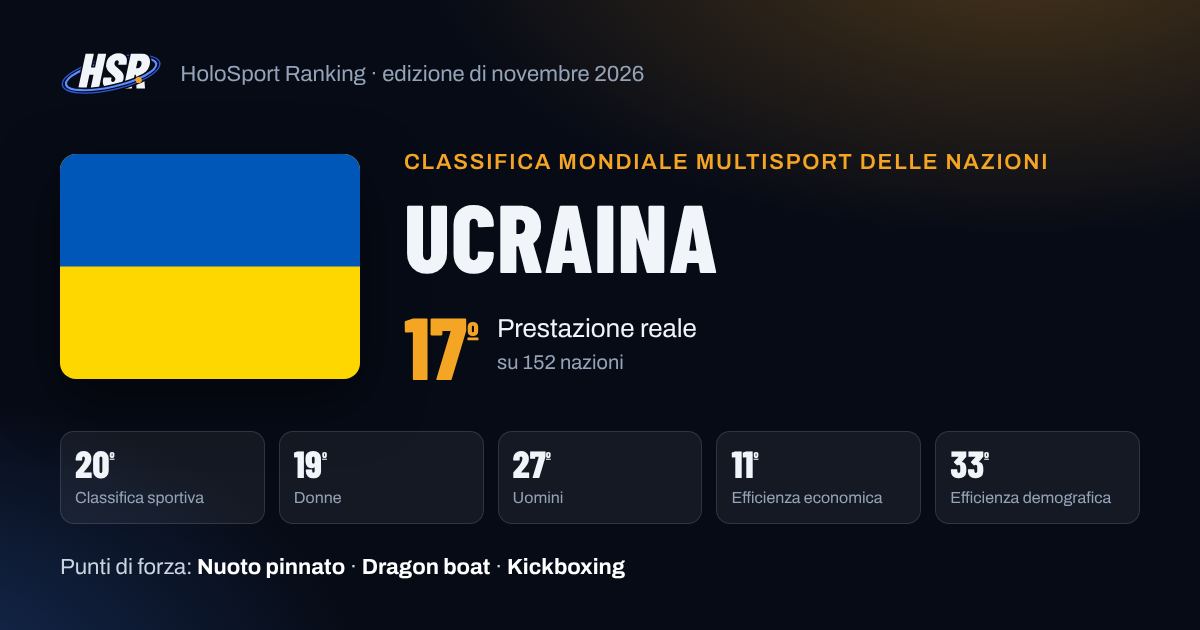 HSR
HoloSport Ranking · edizione di novembre 2026
CLASSIFICA MONDIALE MULTISPORT DELLE NAZIONI
UCRAINA
17º
Prestazione reale
su 152 nazioni
20º
Classifica sportiva
19º
Donne
27º
Uomini
11º
Efficienza economica
33º
Efficienza demografica
Punti di forza: Nuoto pinnato · Dragon boat · Kickboxing